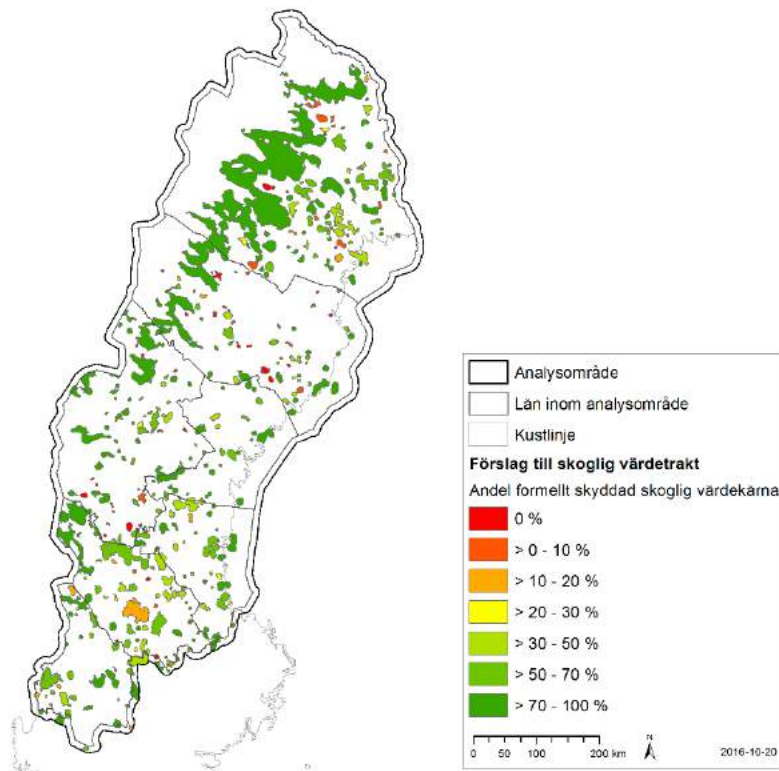 Analysområde
Län inom analysområde
Kustlinje
Förslag till skoglig värdetrakt
Andel formellt skyddad skoglig värdekärna
0 %
> 0 - 10 %
> 10 - 20 %
> 20 - 30 %
> 30 - 50 %
> 50 - 70 %
> 70 - 100 %
N
0 50 100 200 km
2016-10-20